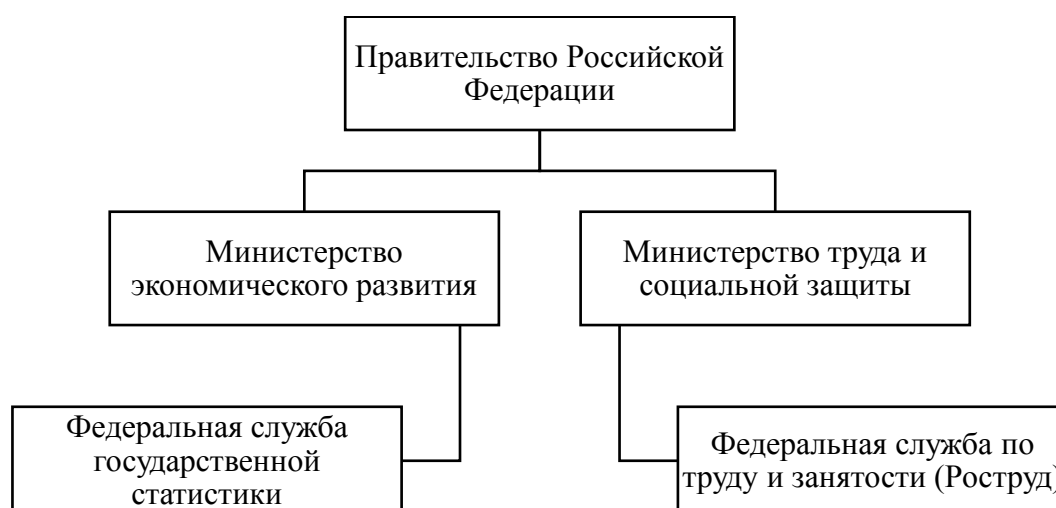 Правительство Российской
Федерации
Министерство
экономического развития
Министерство труда и
социальной защиты
Федеральная служба
государственной
статистики
Федеральная служба по
труду и занятости (Роструд)